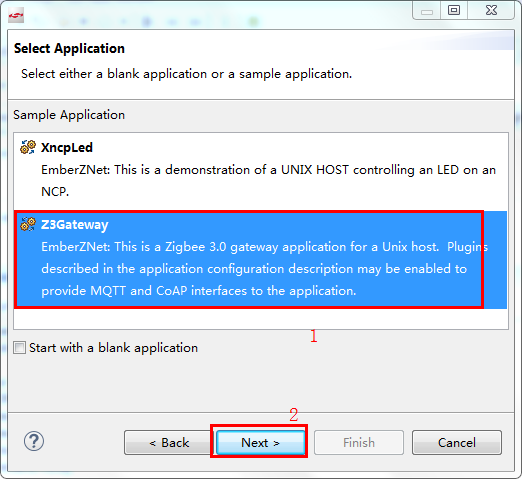 Select Application
Select either a blank application or a sample application.
Sample Application
XncpLed
EmberZNet: This is a demonstration of a UNIX HOST controlling an LED on an
NCP.
Z3Gateway
EmberZNet: This is a Zigbee 3.0 gateway application for a Unix host.  Plugins
described in the application configuration description may be enabled to
provide MQTT and CoAP interfaces to the application.
1
Start with a blank application
2
?
< Back
Next >
Finish
Cancel